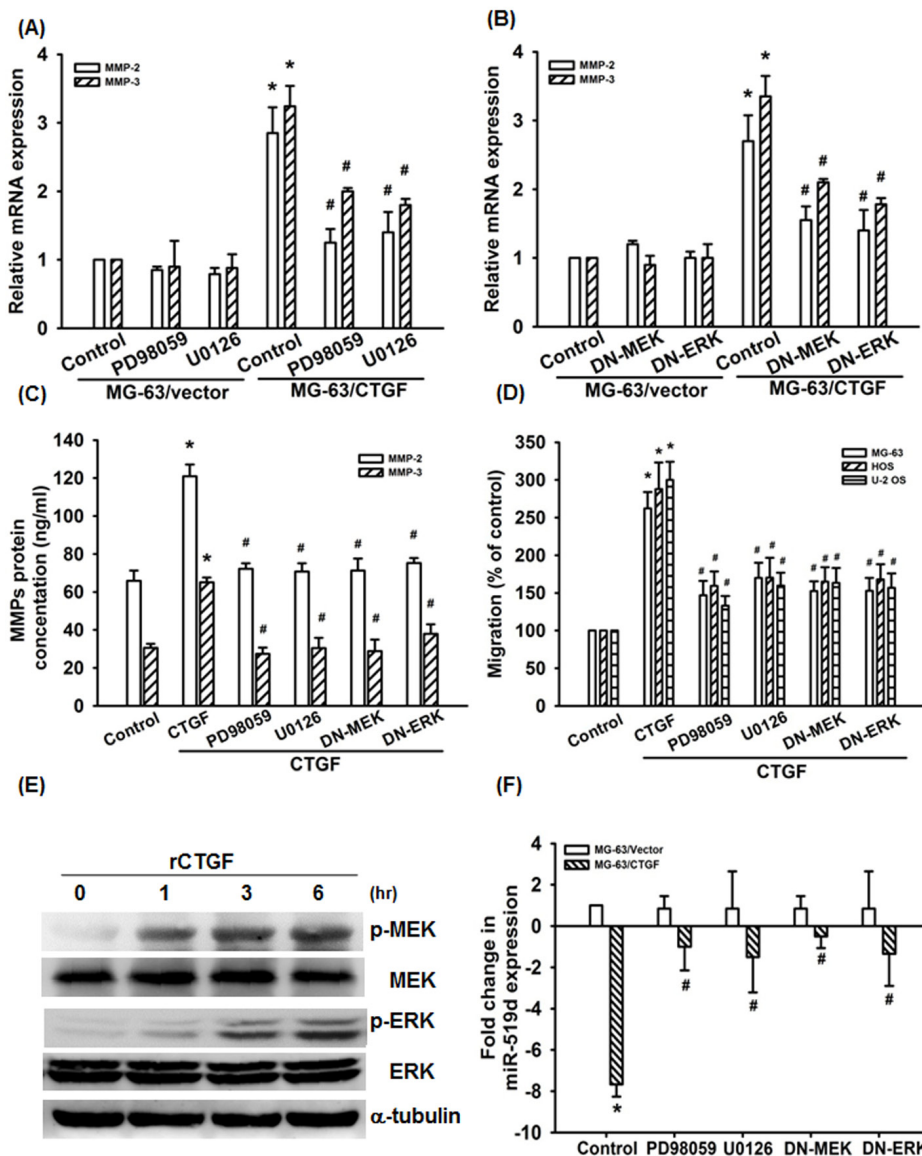 (A)
Relative mRNA expression
4
3
2
1
0
MMP-2
MMP-3
* *
# #
# #
Control PD98059 U0126 Control PD98059 U0126
MG-63/vector MG-63/CTGF
(B)
Relative mRNA expression
4
3
2
1
0
MMP-2
MMP-3
* *
# #
# #
Control DN-MEK DN-ERK Control DN-MEK DN-ERK
MG-63/vector MG-63/CTGF
(C)
MMPs protein
concentation (ng/ml)
140
120
100
80
60
40
20
0
MMP-2
MMP-3
* *
# # # #
# # # #
Control CTGF PD98059 U0126 DN-MEK DN-ERK
CTGF
(D)
Migration (% of control)
350
300
250
200
150
100
50
0
MG-63
HOS
U-2 OS
* * *
# # # # # # # # # # # #
Control CTGF PD98059 U0126 DN-MEK DN-ERK
CTGF
(E)
rCTGF
0 1 3 6 (hr)
p-MEK
MEK
p-ERK
ERK
α-tubulin
(F)
Fold change in
miR-519d expression
4
2
0
-2
-4
-6
-8
-10
MG-63/Vector
MG-63/CTGF
* # # # #
Control PD98059 U0126 DN-MEK DN-ERK